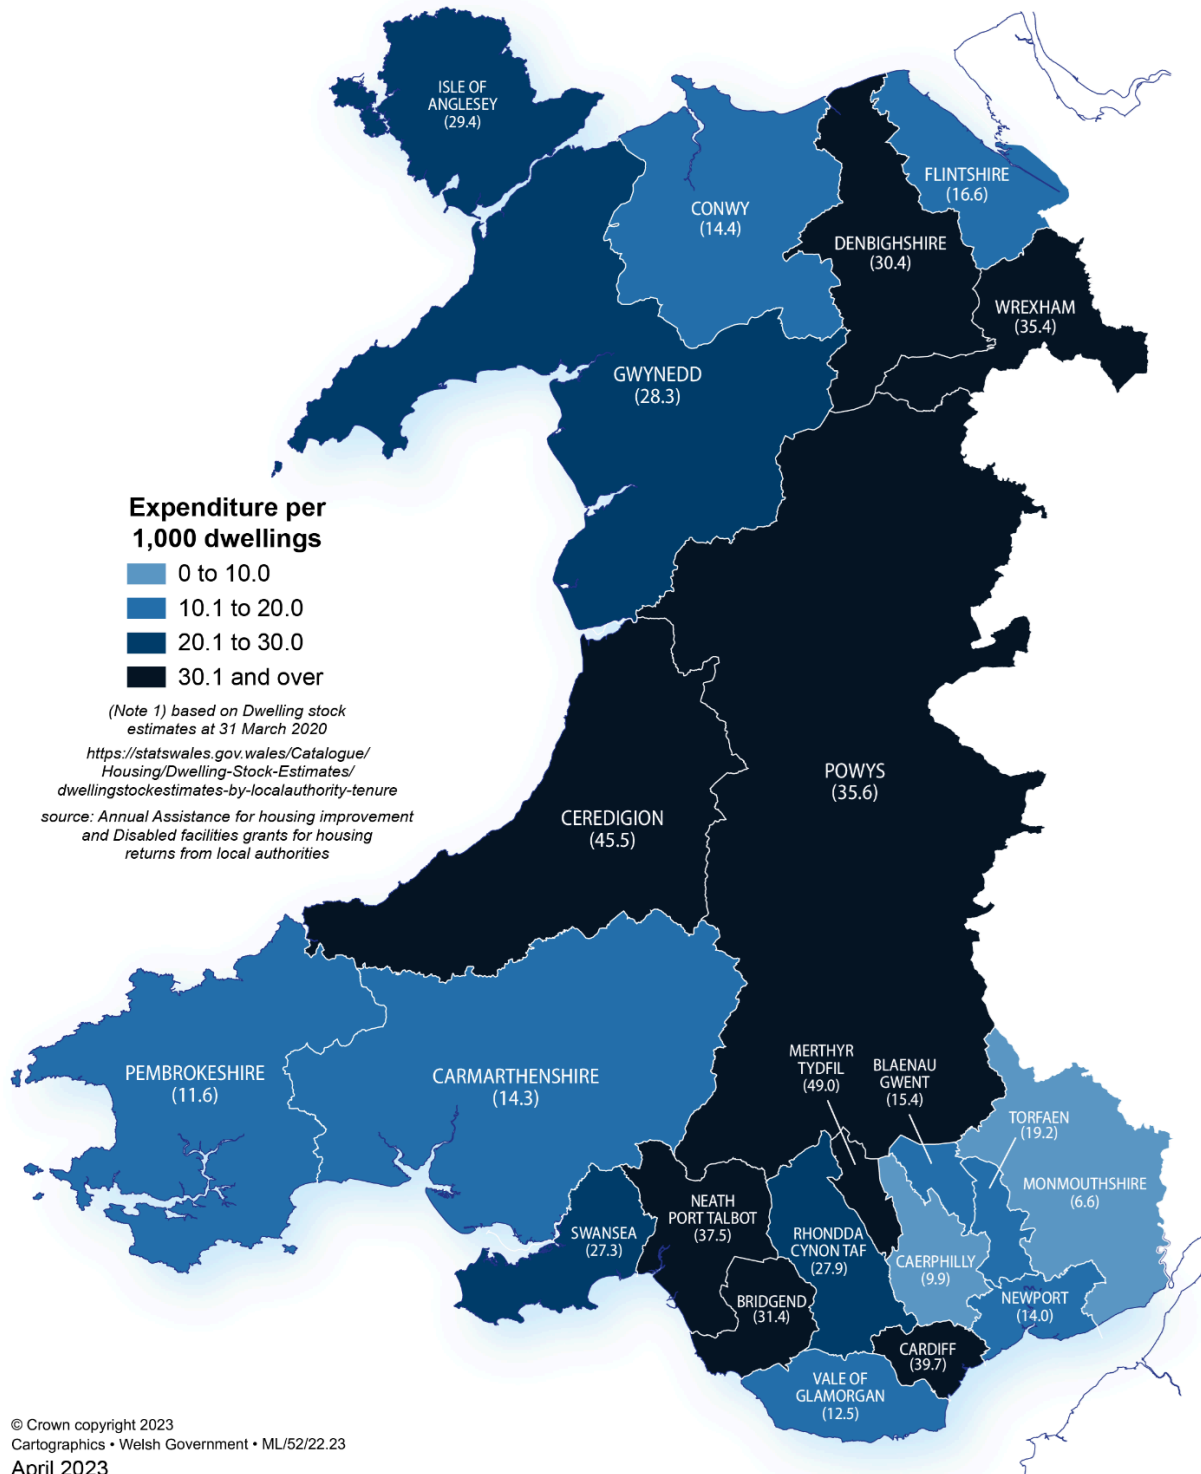 ISLE OF
ANGLESEY
(29.4)
CONWY
(14.4)
FLINTSHIRE
(16.6)
DENBIGHSHIRE
(30.4)
WREXHAM
(35.4)
GWYNEDD
(28.3)
Expenditure per
1,000 dwellings
0 to 10.0
10.1 to 20.0
20.1 to 30.0
30.1 and over
(Note 1) based on Dwelling stock
estimates at 31 March 2020
https://statswales.gov.wales/Catalogue/
Housing/Dwelling-Stock-Estimates/
dwellingstockestimates-by-localauthority-tenure
source: Annual Assistance for housing improvement
and Disabled facilities grants for housing
returns from local authorities
POWYS
(35.6)
CEREDIGION
(45.5)
PEMBROKESHIRE
(11.6)
CARMARTHENSHIRE
(14.3)
MERTHYR
TYDFIL
(49.0)
BLAENAU
GWENT
(15.4)
TORFAEN
(19.2)
MONMOUTHSHIRE
(6.6)
SWANSEA
(27.3)
NEATH
PORT TALBOT
(37.5)
RHONDDA
CYNON TAF
(27.9)
CAERPHILLY
(9.9)
BRIDGEND
(31.4)
NEWPORT
(14.0)
CARDIFF
(39.7)
VALE OF
GLAMORGAN
(12.5)
© Crown copyright 2023
Cartographics • Welsh Government • ML/52/22.23
April 2023